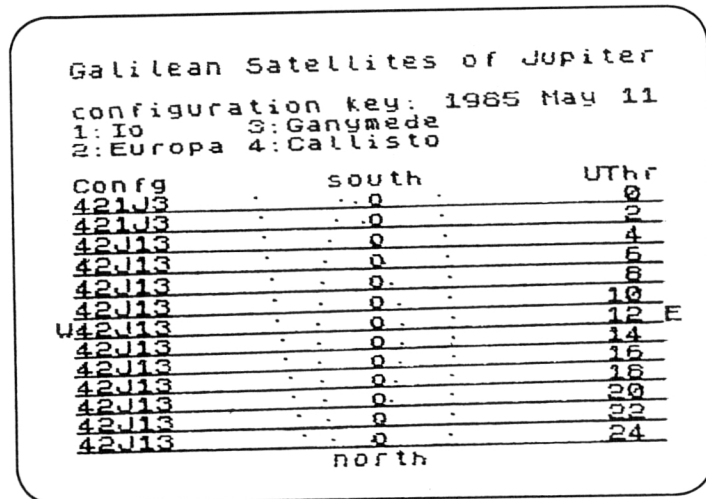 Galilean Satellites of Jupiter
configuration key: 1985 May 11
1:Io 3:Ganymede
2:Europa 4:Callisto
Confg south UThr
421J3 0
421J3 2
42J13 4
42J13 6
42J13 8
42J13 10
W42J13 12 E
42J13 14
42J13 16
42J13 18
42J13 20
42J13 22
42J13 24
north